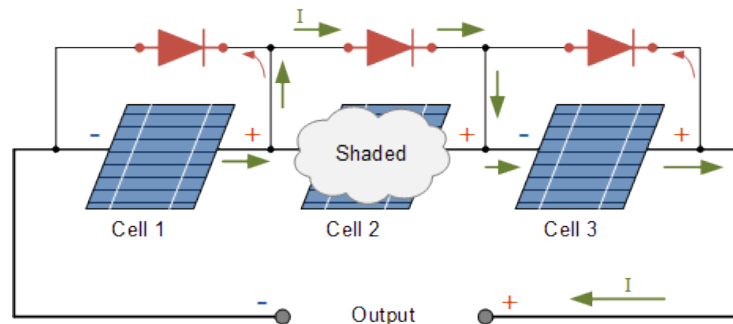 I
- + + - +
Shaded
Cell 1 Cell 2 Cell 3
I
- Output +